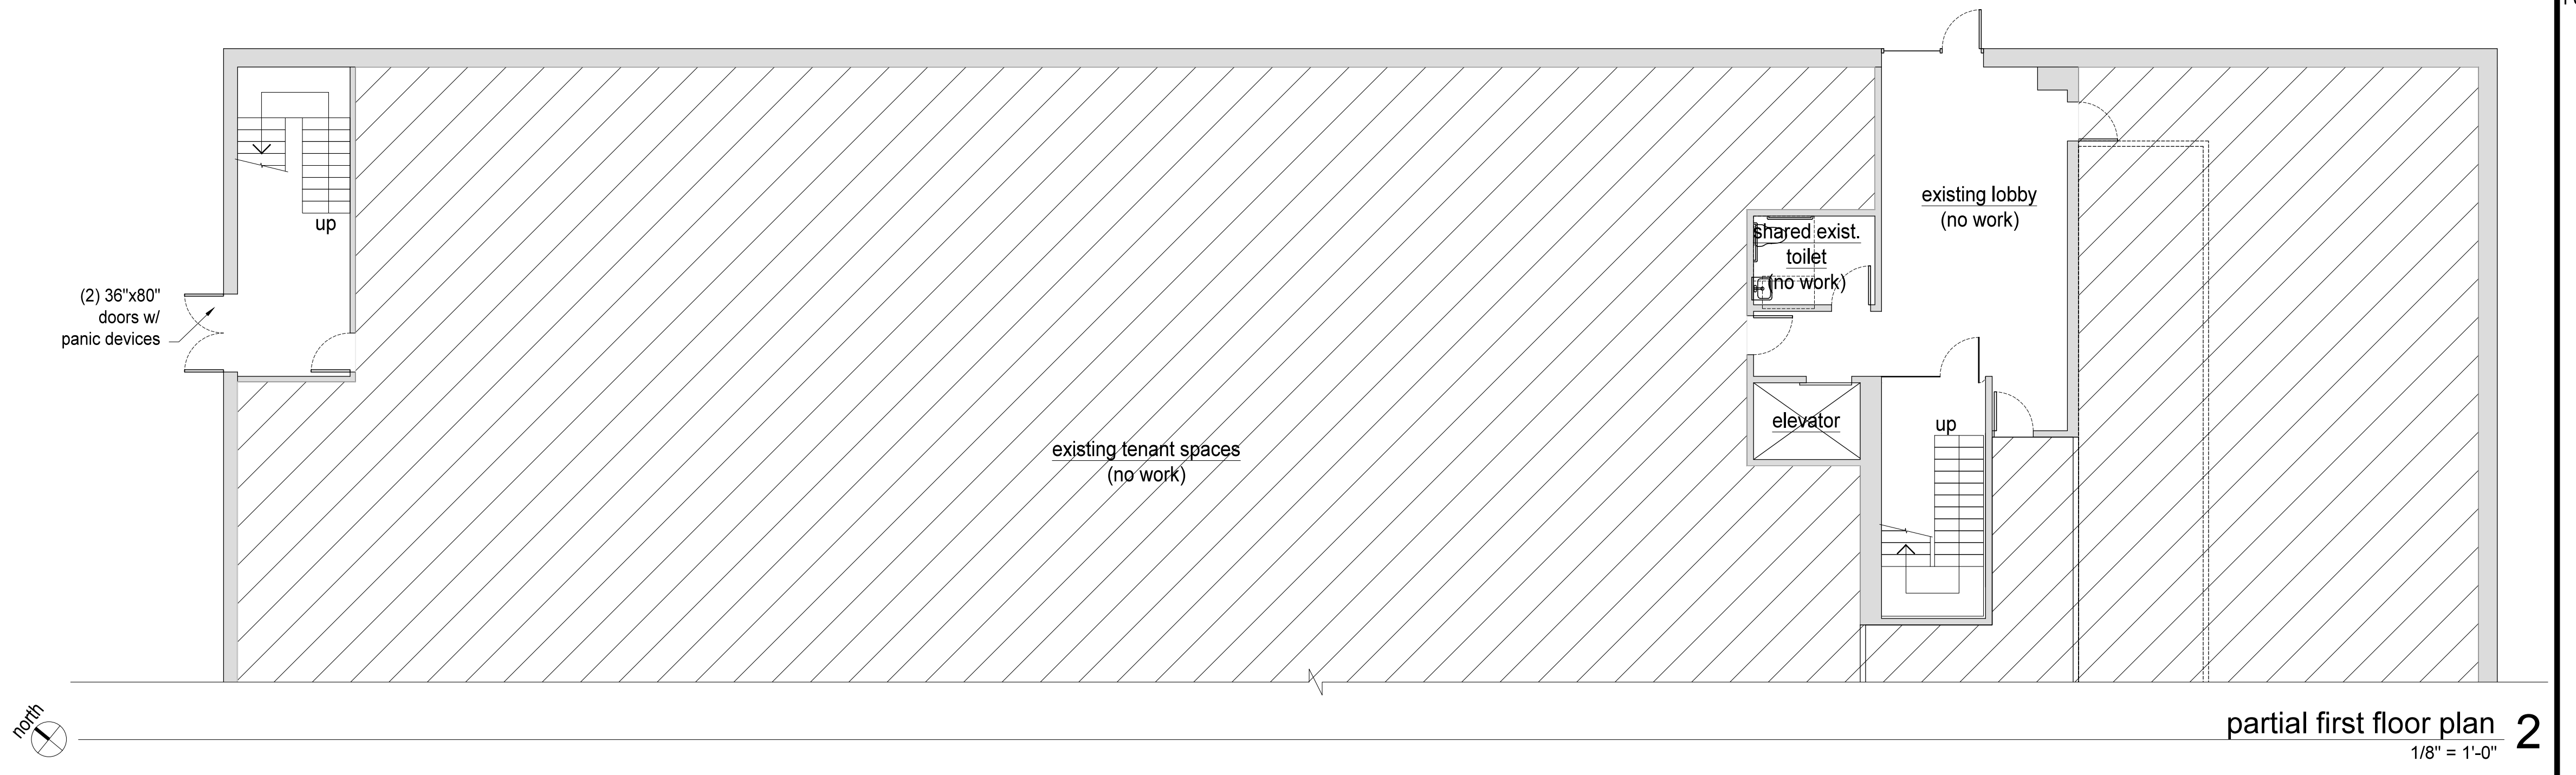 up
(2) 36"x80"
doors w/
panic devices
existing tenant spaces
(no work)
shared exist.
toilet
(no work)
existing lobby
(no work)
elevator
up
north
partial first floor plan 2
1/8" = 1'-0"